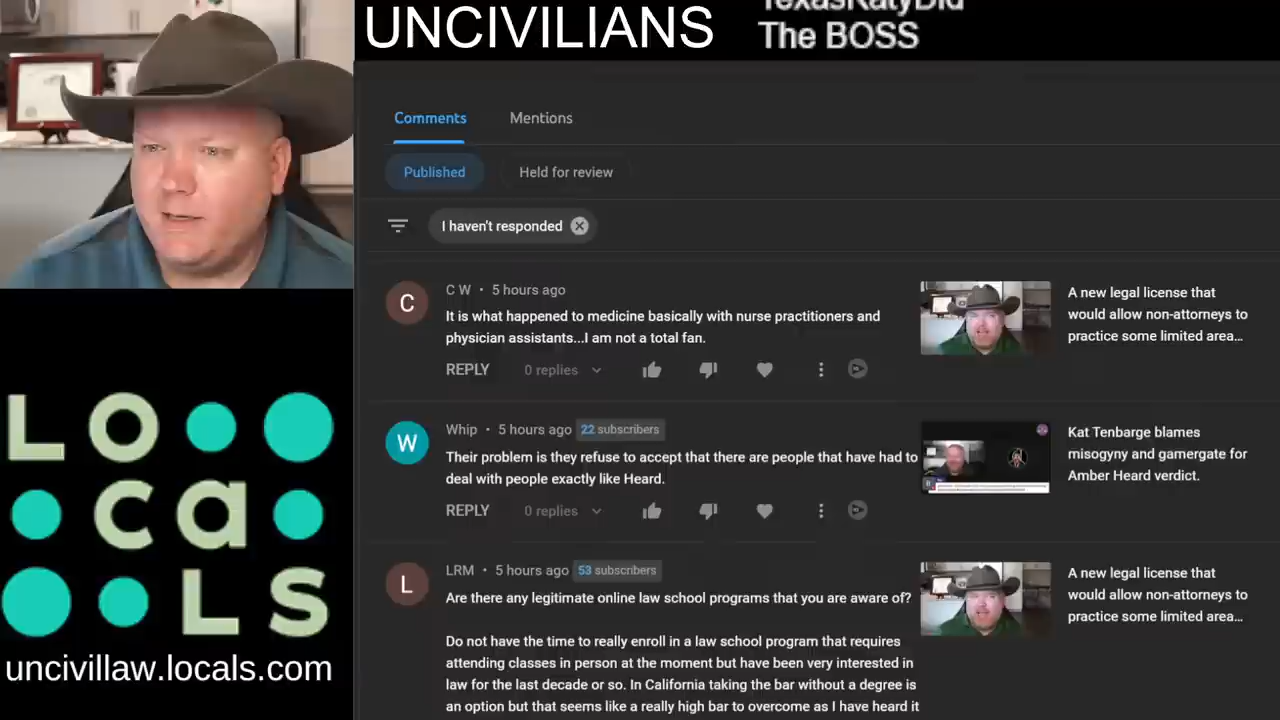 UNCIVILIANS
TexasKatyDid
The BOSS
Comments
Mentions
Published
Held for review
I haven't responded
C
C W • 5 hours ago
It is what happened to medicine basically with nurse practitioners and
physician assistants...I am not a total fan.
REPLY
0 replies
A new legal license that
would allow non-attorneys to
practice some limited area...
W
Whip • 5 hours ago 22 subscribers
Their problem is they refuse to accept that there are people that have had to
deal with people exactly like Heard.
REPLY
0 replies
Kat Tenbarge blames
misogyny and gamergate for
Amber Heard verdict.
L
LRM • 5 hours ago 53 subscribers
Are there any legitimate online law school programs that you are aware of?
Do not have the time to really enroll in a law school program that requires
attending classes in person at the moment but have been very interested in
law for the last decade or so. In California taking the bar without a degree is
an option but that seems like a really high bar to overcome as I have heard it
A new legal license that
would allow non-attorneys to
practice some limited area...
LO
ca
LS
uncivillaw.locals.com